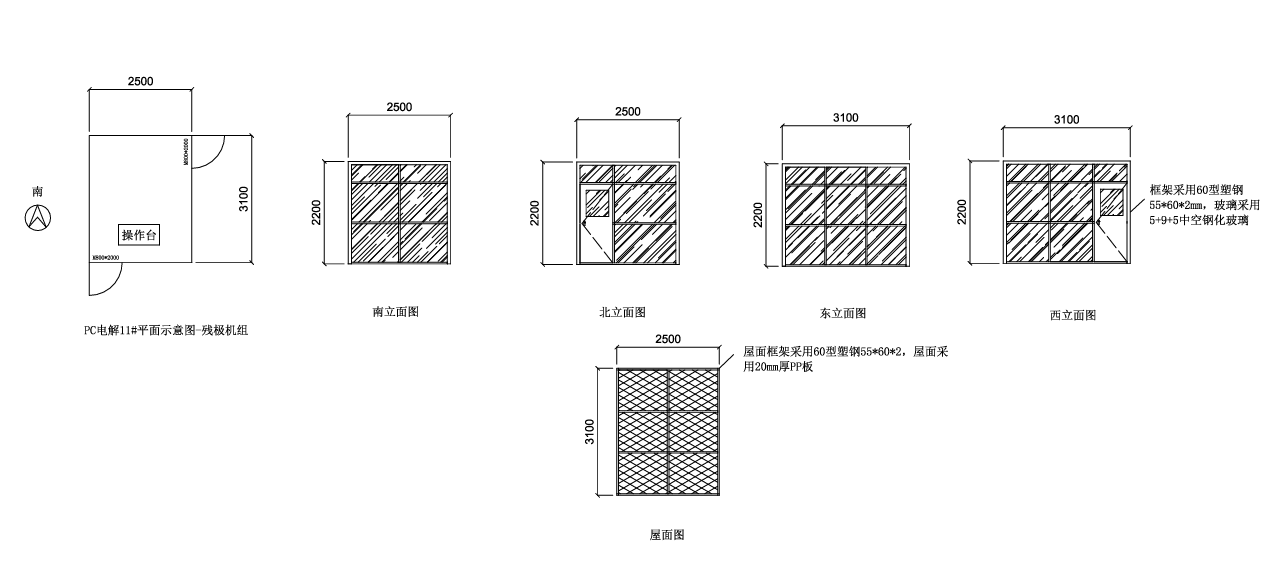 2500
3100
M800*2000
南
操作台
M800*2000
PC电解11#平面示意图-残极机组
2500
2200
南立面图
2500
2200
北立面图
3100
2200
东立面图
3100
2200
框架采用60型塑钢
55*60*2mm，玻璃采用
5+9+5中空钢化玻璃
西立面图
2500
3100
屋面框架采用60型塑钢55*60*2，屋面采
用20mm厚PP板
屋面图